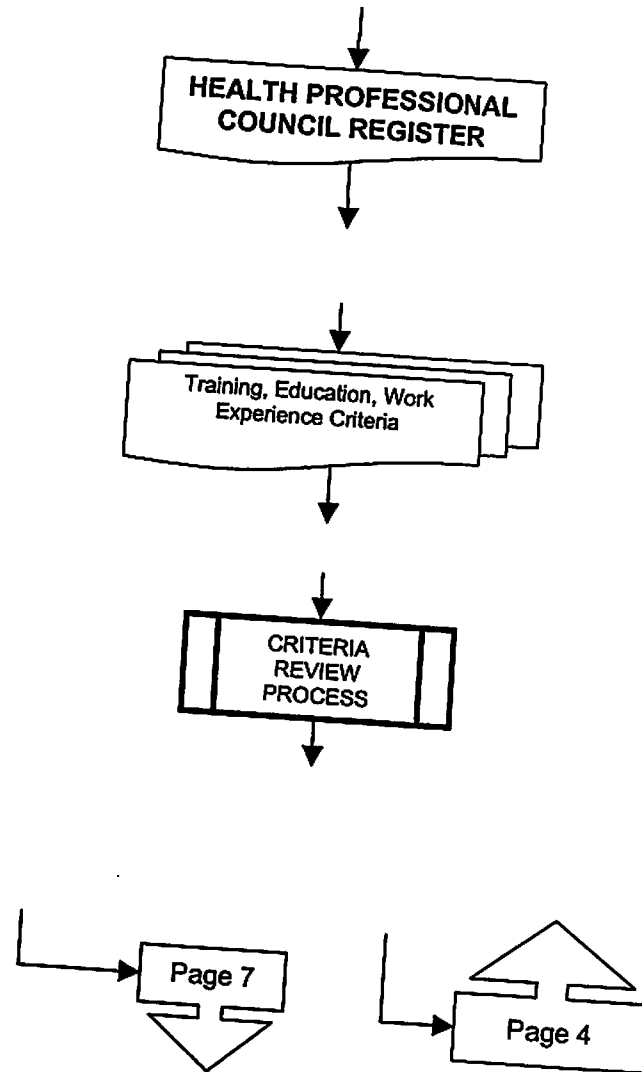 HEALTH PROFESSIONAL
COUNCIL REGISTER
Training, Education, Work
Experience Criteria
CRITERIA
REVIEW
PROCESS
Page 7
Page 4